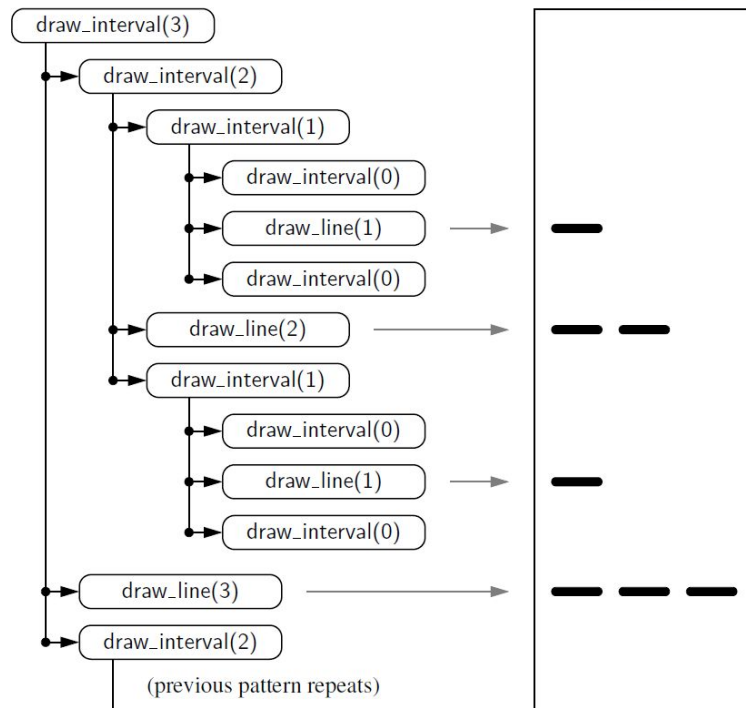 draw_interval(3)
draw_interval(2)
draw_interval(1)
draw_interval(0)
draw_line(1)
draw_interval(0)
draw_line(2)
draw_interval(1)
draw_interval(0)
draw_line(1)
draw_interval(0)
draw_line(3)
draw_interval(2)
(previous pattern repeats)